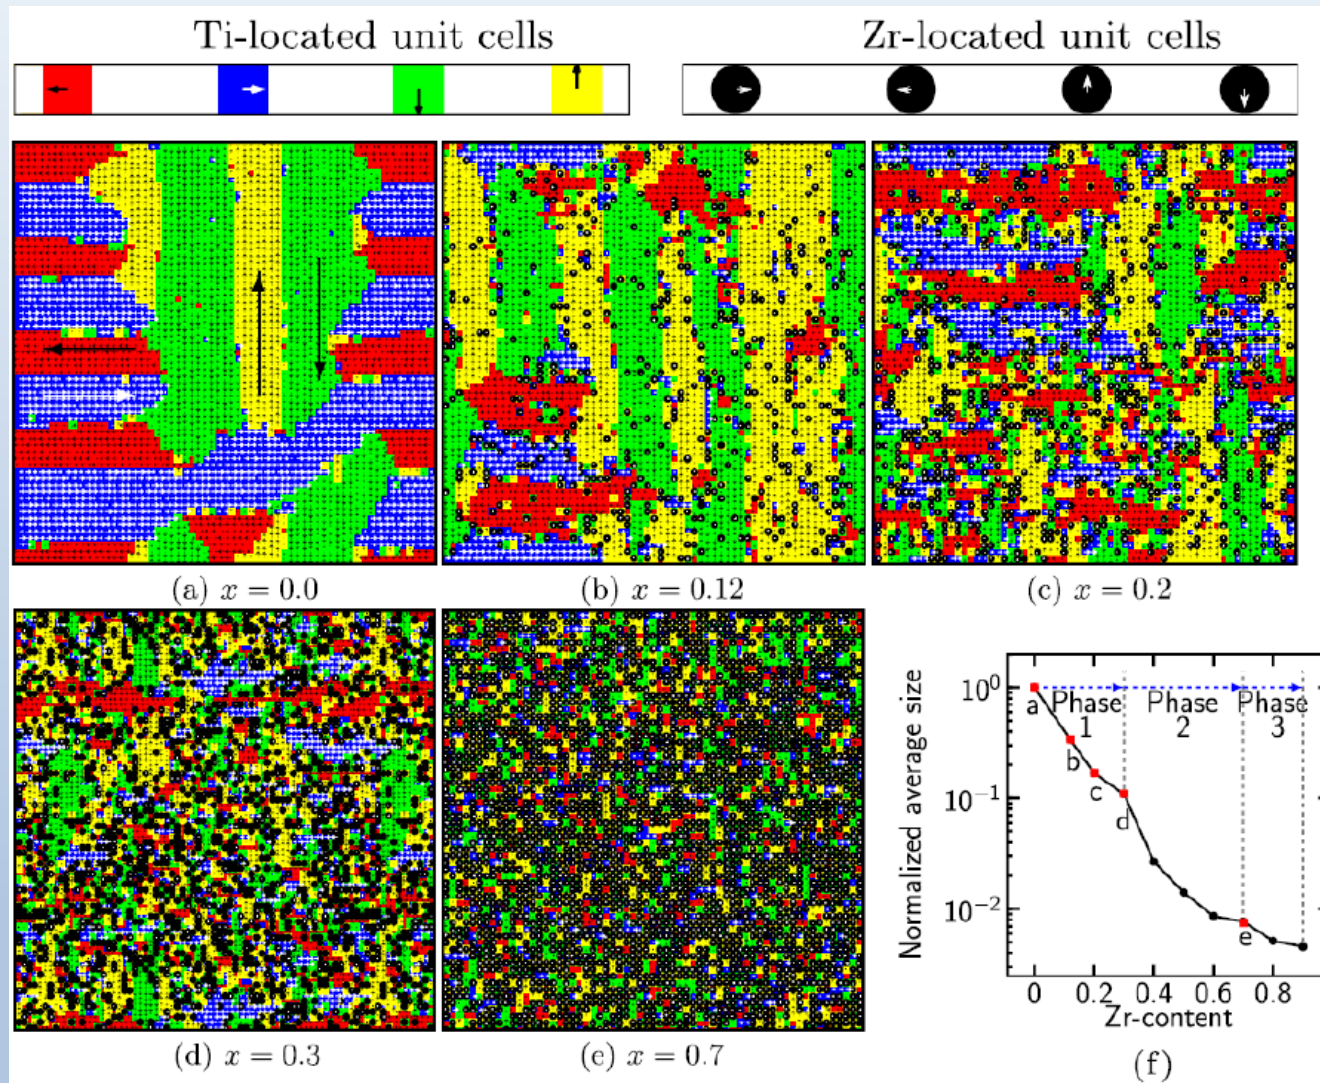 Ti-located unit cells
Zr-located unit cells
(a) x = 0.0
(b) x = 0.12
(c) x = 0.2
(d) x = 0.3
(e) x = 0.7
Normalized average size
10⁰
10⁻¹
10⁻²
a
b
c
d
e
Phase 1
Phase 2
Phase 3
0 0.2 0.4 0.6 0.8
Zr-content
(f)